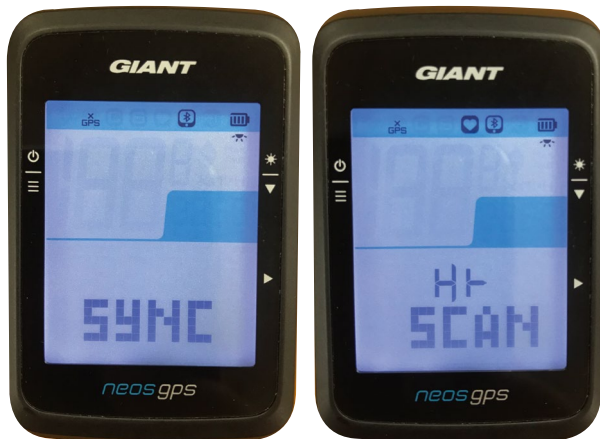 GIANT
× GPS
SYNC
neos gps
GIANT
× GPS
Hr
SCAN
neos gps